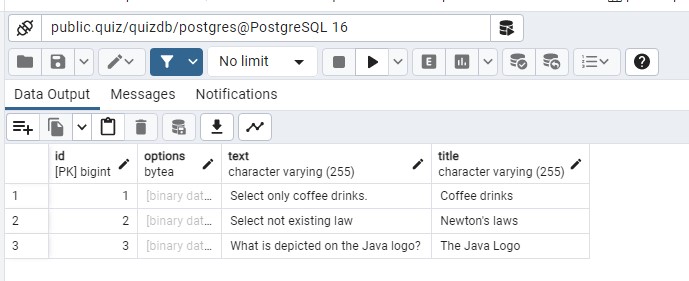 public.quiz/quizdb/postgres@PostgreSQL 16
No limit
E
?
Data Output Messages Notifications
id options text title
[PK] bigint bytea character varying (255) character varying (255)
1 1 [binary dat... Select only coffee drinks. Coffee drinks
2 2 [binary dat... Select not existing law Newton's laws
3 3 [binary dat... What is depicted on the Java logo? The Java Logo